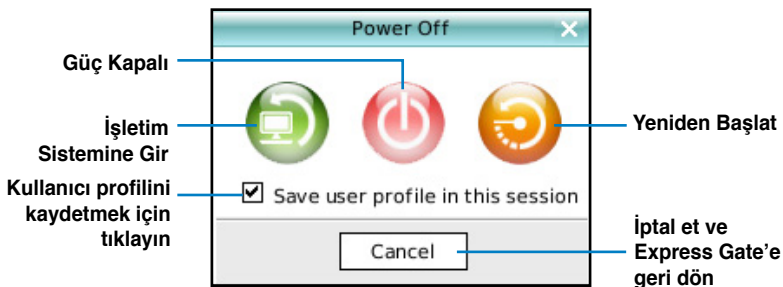 Power Off
Güç Kapalı
İşletim
Sistemine Gir
Yeniden Başlat
Kullanıcı profilini
kaydetmek için
tıklayın
Save user profile in this session
Cancel
İptal et ve
Express Gate’e
geri dön